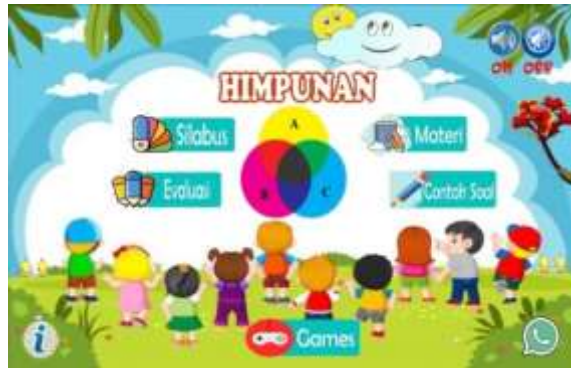 On Off
HIMPUNAN
Silabus
A
Materi
Evaluasi
B
C
Contoh Soal
Games